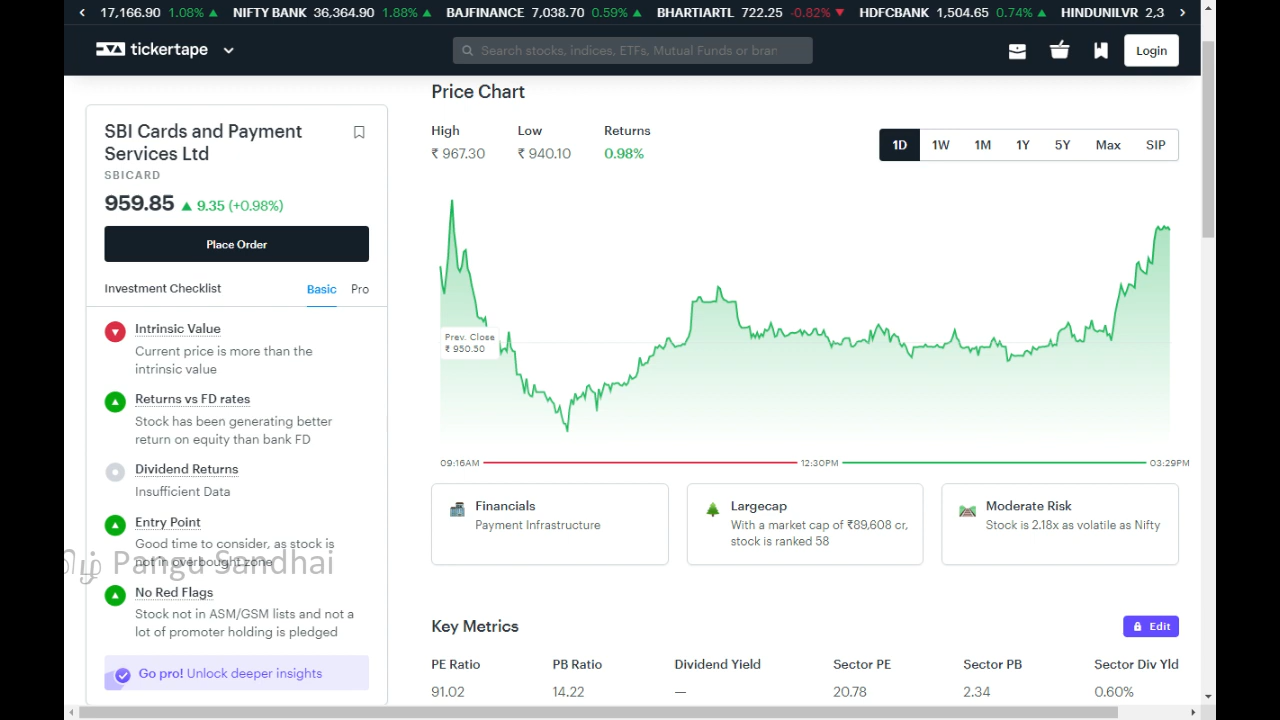 17,166.90 1.08% ▲ NIFTY BANK 36,364.90 1.88% ▲ BAJFINANCE 7,038.70 0.59% ▲ BHARTIARTL 722.25 -0.82% ▼ HDFCBANK 1,504.65 0.74% ▲ HINDUNILVR 2,3
tickertape
Search stocks, indices, ETFs, Mutual Funds or bran
Login
SBI Cards and Payment
Services Ltd
SBICARD
959.85 ▲ 9.35 (+0.98%)
Place Order
Investment Checklist
Basic Pro
Intrinsic Value
Current price is more than the
intrinsic value
Returns vs FD rates
Stock has been generating better
return on equity than bank FD
Dividend Returns
Insufficient Data
Entry Point
Good time to consider, as stock is
not in overbought zone
No Red Flags
Stock not in ASM/GSM lists and not a
lot of promoter holding is pledged
Go pro! Unlock deeper insights
Pangu Sandhai
Price Chart
High Low Returns
₹ 967.30 ₹ 940.10 0.98%
1D 1W 1M 1Y 5Y Max SIP
Prev. Close
₹ 950.50
09:16AM 12:30PM 03:29PM
Financials
Payment Infrastructure
Largecap
With a market cap of ₹89,608 cr,
stock is ranked 58
Moderate Risk
Stock is 2.18x as volatile as Nifty
Key Metrics
Edit
PE Ratio PB Ratio Dividend Yield Sector PE Sector PB Sector Div Yld
91.02 14.22 — 20.78 2.34 0.60%